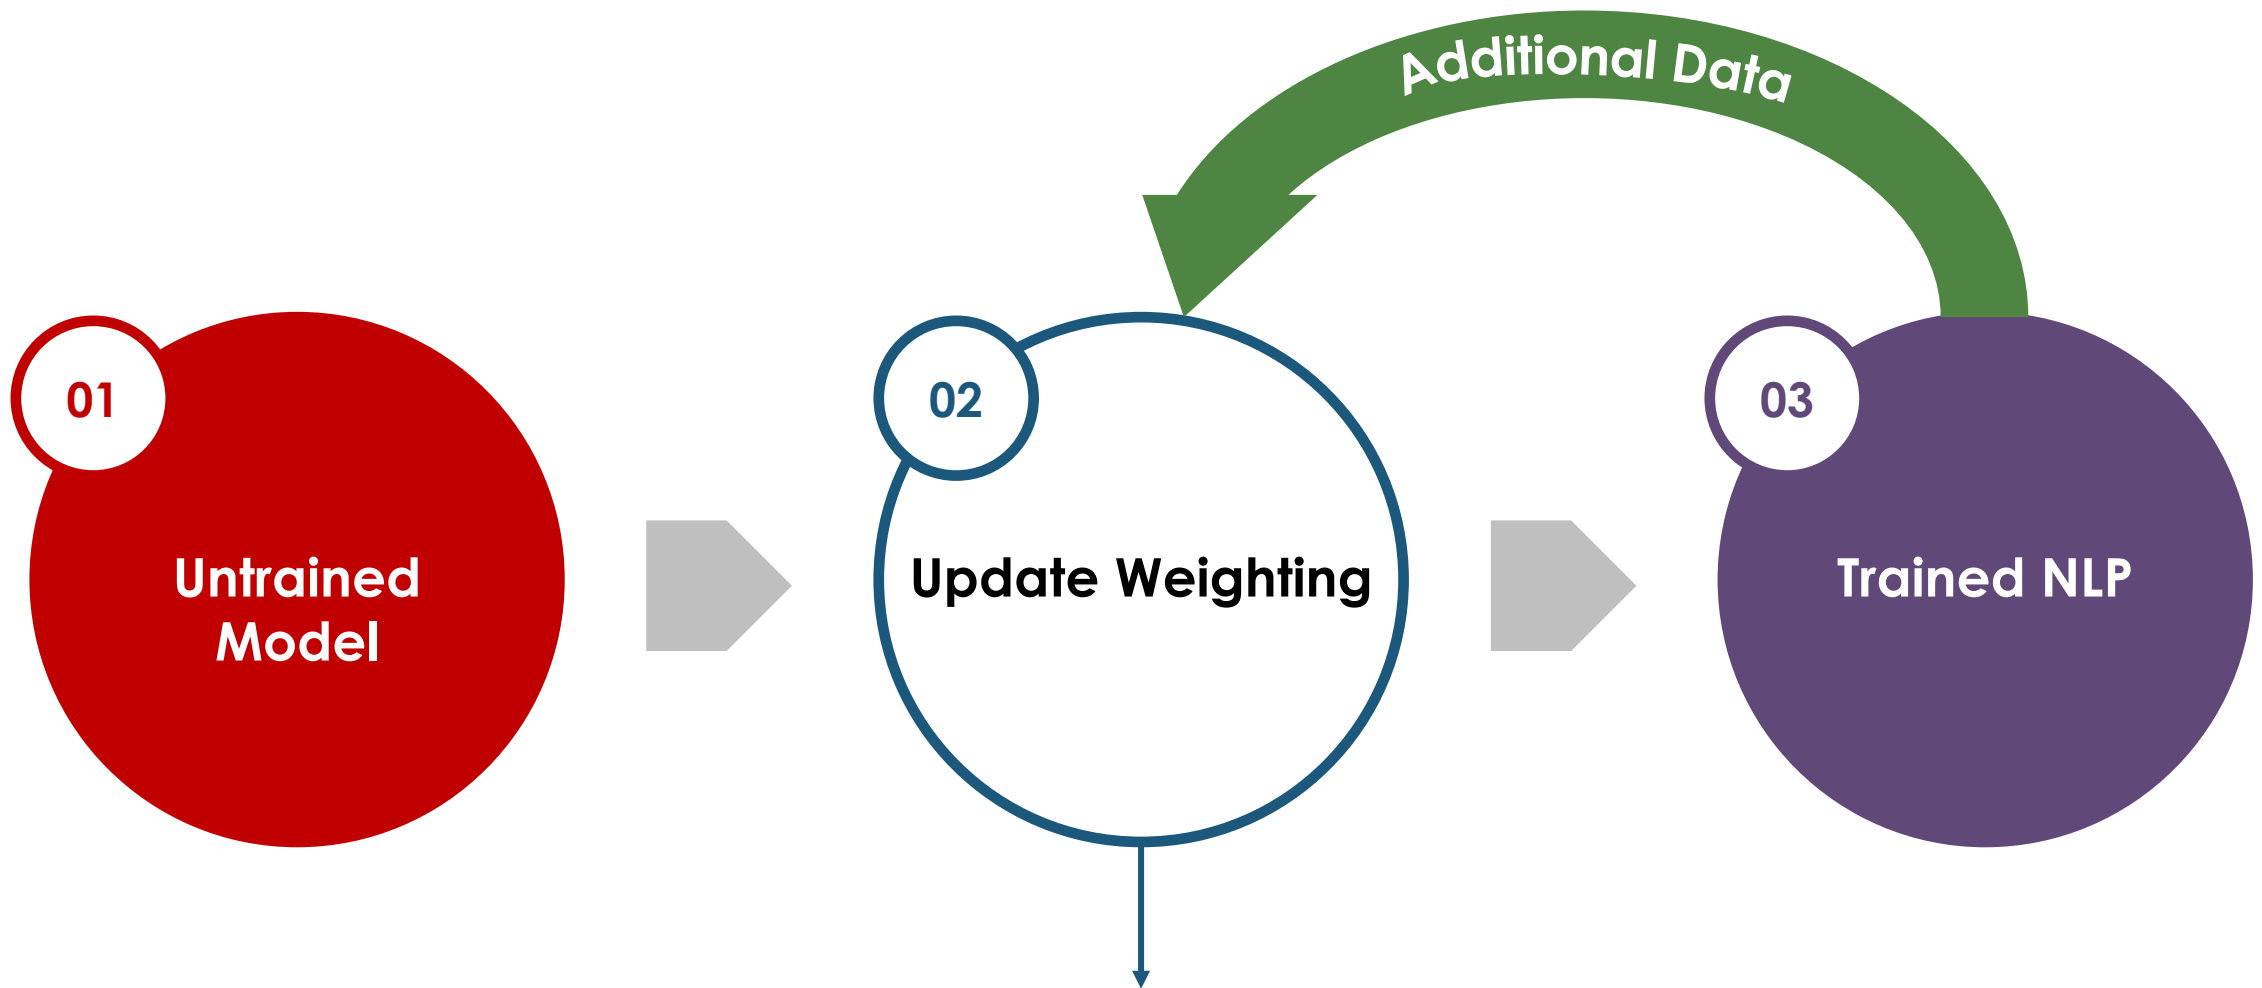 Additional Data
01
Untrained
Model
02
Update Weighting
03
Trained NLP